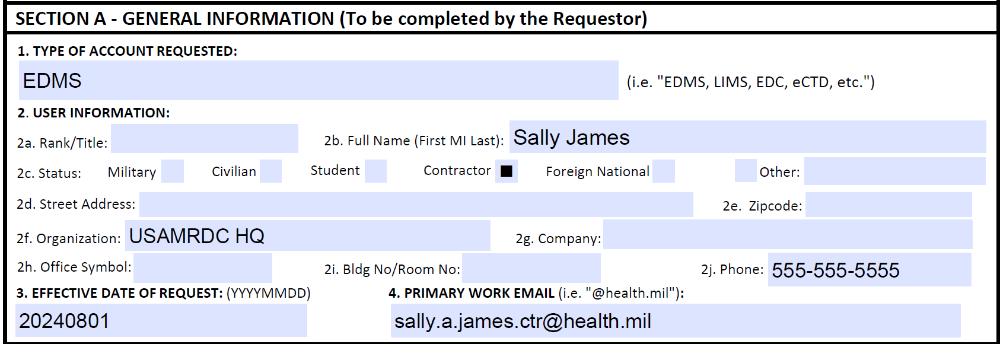 SECTION A - GENERAL INFORMATION (To be completed by the Requestor)
1. TYPE OF ACCOUNT REQUESTED:
EDMS (i.e. "EDMS, LIMS, EDC, eCTD, etc.")
2. USER INFORMATION:
2a. Rank/Title: 2b. Full Name (First MI Last): Sally James
2c. Status: Military Civilian Student Contractor ■ Foreign National Other:
2d. Street Address: 2e. Zipcode:
2f. Organization: USAMRDC HQ 2g. Company:
2h. Office Symbol: 2i. Bldg No/Room No: 2j. Phone: 555-555-5555
3. EFFECTIVE DATE OF REQUEST: (YYYYMMDD) 4. PRIMARY WORK EMAIL (i.e. "@health.mil"):
20240801 sally.a.james.ctr@health.mil